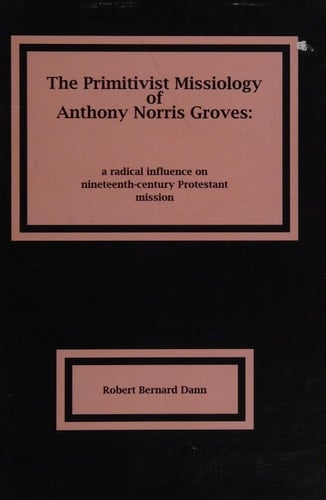 The Primitivist Missiology
of
Anthony Norris Groves:
a radical influence on
nineteenth-century Protestant
mission
Robert Bernard Dann